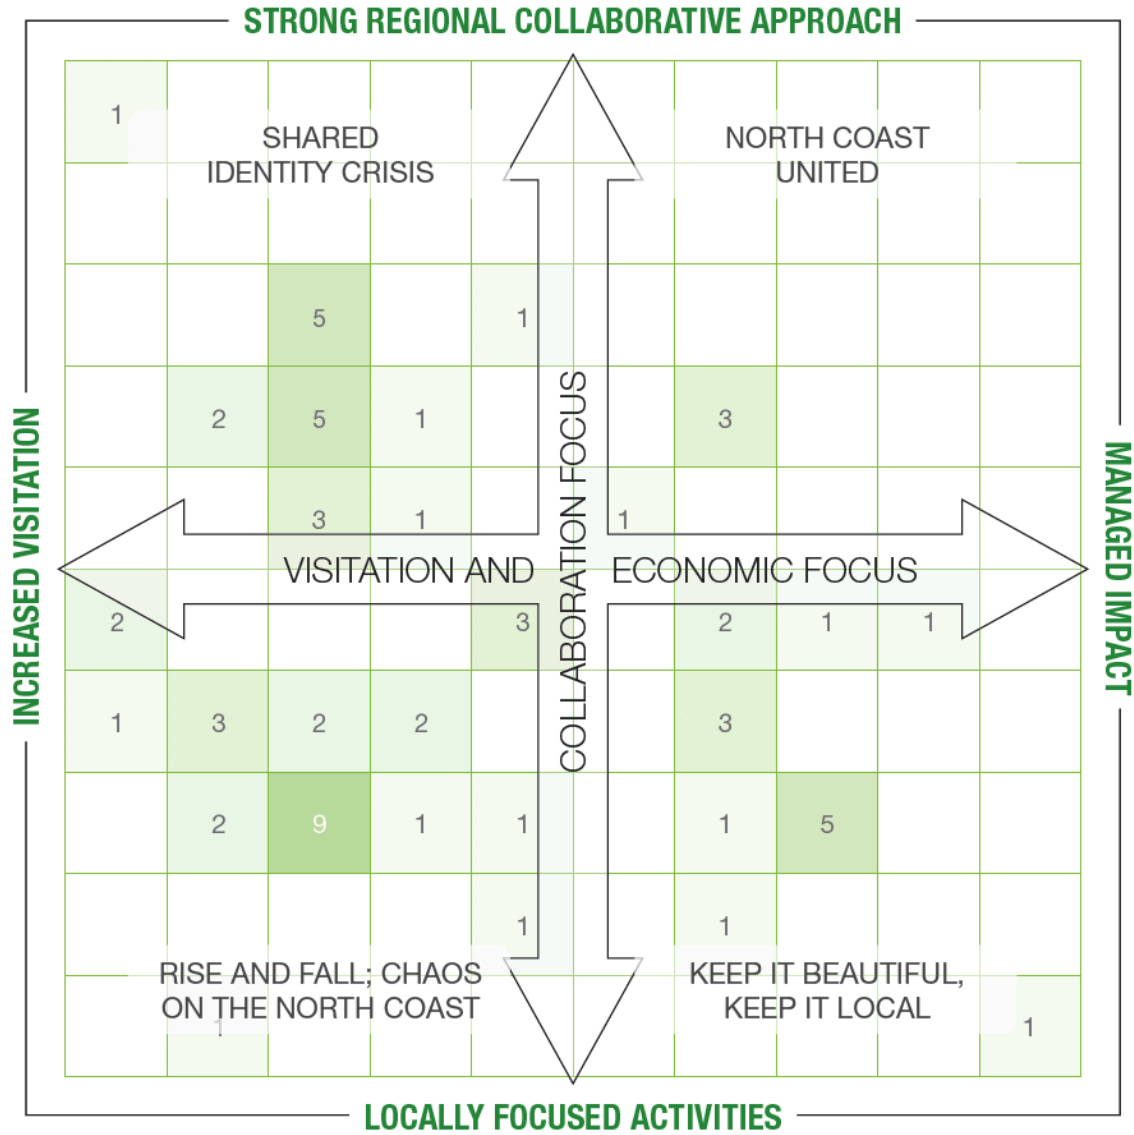 STRONG REGIONAL COLLABORATIVE APPROACH
1
SHARED
IDENTITY CRISIS
NORTH COAST
UNITED
5 1
2 5 1 3
3 1 1
INCREASED VISITATION
VISITATION AND ECONOMIC FOCUS
COLLABORATION FOCUS
MANAGED IMPACT
2 3 2 1 1
1 3 2 2 3
2 9 1 1 1 5
1 1
RISE AND FALL; CHAOS
ON THE NORTH COAST
KEEP IT BEAUTIFUL,
KEEP IT LOCAL
1 1
LOCALLY FOCUSED ACTIVITIES